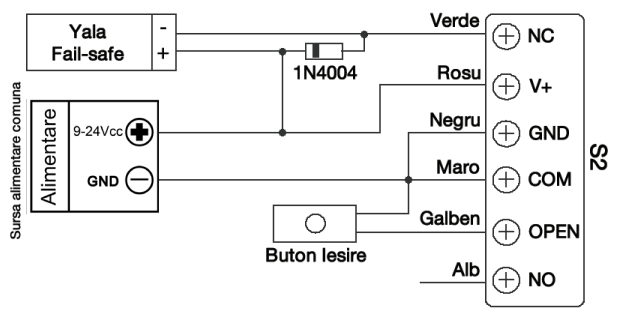 Yala
Fail-safe
-
+
1N4004
Sursa alimentare comuna
Alimentare
9-24Vcc
GND
Buton Iesire
Verde
NC
Rosu
V+
Negru
GND
Maro
COM
Galben
OPEN
Alb
NO
S2